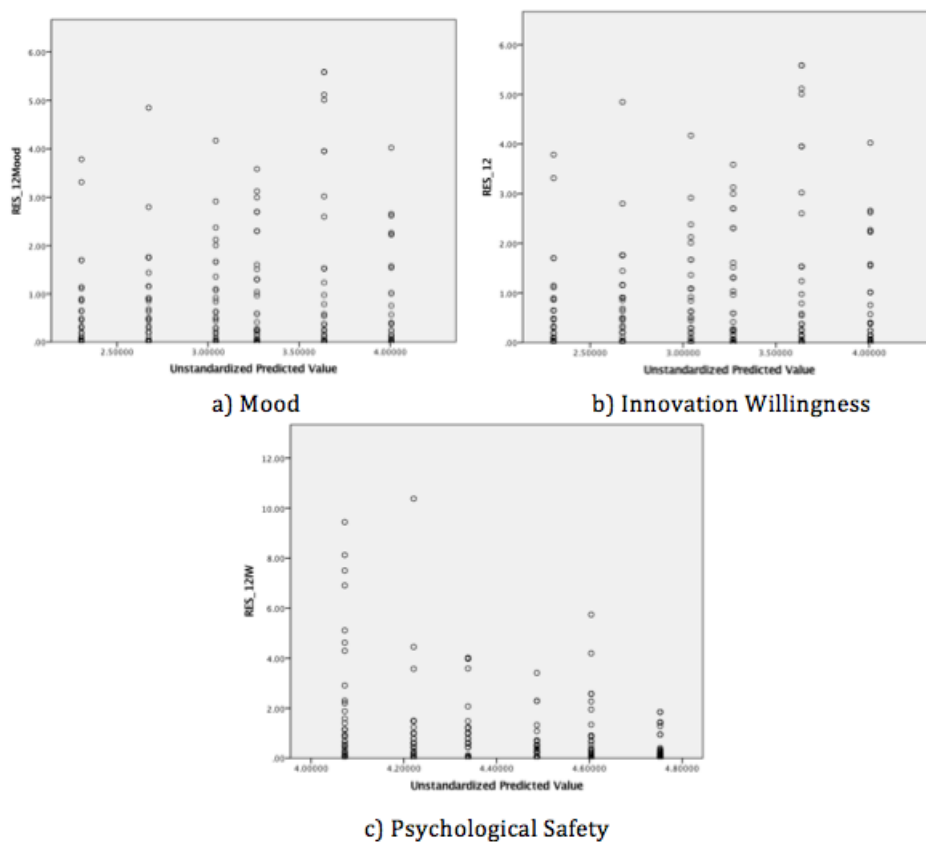 6.00
5.00
4.00
3.00
2.00
1.00
.00
RES_12Mood
2.50000 3.00000 3.50000 4.00000
Unstandardized Predicted Value
a) Mood
6.00
5.00
4.00
3.00
2.00
1.00
.00
RES_12
2.50000 3.00000 3.50000 4.00000
Unstandardized Predicted Value
b) Innovation Willingness
12.00
10.00
8.00
6.00
4.00
2.00
.00
RES_12IW
4.00000 4.20000 4.40000 4.60000 4.80000
Unstandardized Predicted Value
c) Psychological Safety